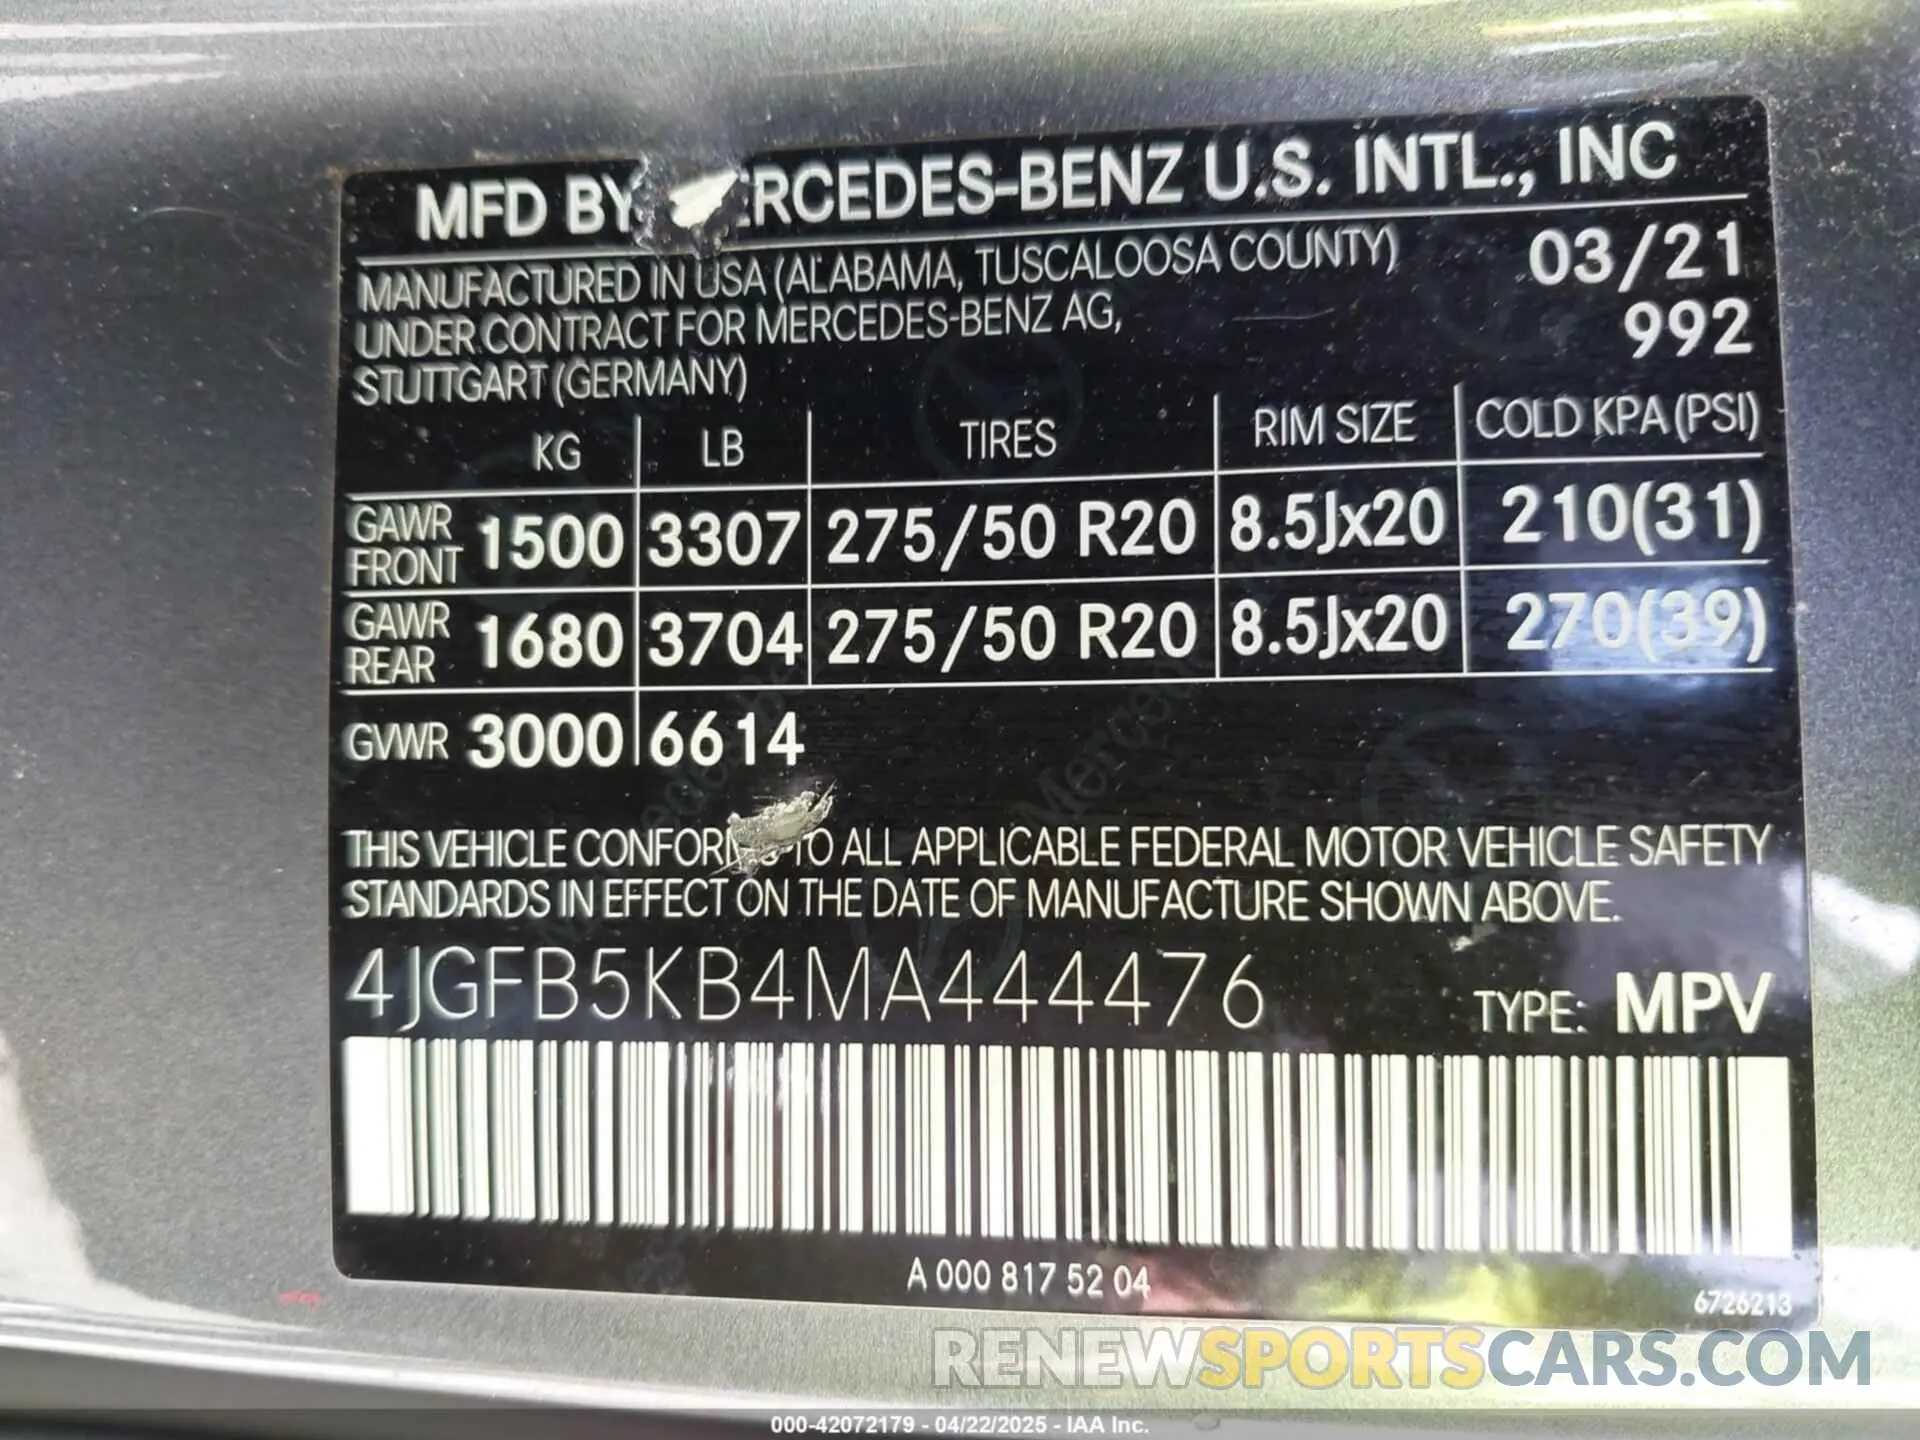 MFD BY MERCEDES-BENZ U.S. INTL., INC
MANUFACTURED IN USA (ALABAMA, TUSCALOOSA COUNTY) 03/21
UNDER CONTRACT FOR MERCEDES-BENZ AG, 992
STUTTGART (GERMANY)
KG LB TIRES RIM SIZE COLD KPA (PSI)
GAWR FRONT 1500 3307 275/50 R20 8.5Jx20 210(31)
GAWR REAR 1680 3704 275/50 R20 8.5Jx20 270(39)
GVWR 3000 6614
THIS VEHICLE CONFORMS TO ALL APPLICABLE FEDERAL MOTOR VEHICLE SAFETY
STANDARDS IN EFFECT ON THE DATE OF MANUFACTURE SHOWN ABOVE.
4JGFB5KB4MA444476 TYPE: MPV
A 000 817 52 04
6726213
RENEWSPORTSCARS.COM
000-42072179 - 04/22/2025 - IAA Inc.